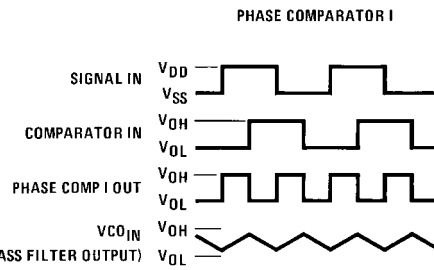 PHASE COMPARATOR I
SIGNAL IN VDD
VSS
COMPARATOR IN VOH
VOL
PHASE COMP I OUT VOH
VOL
VCOIN VOH
ASS FILTER OUTPUT) VOL